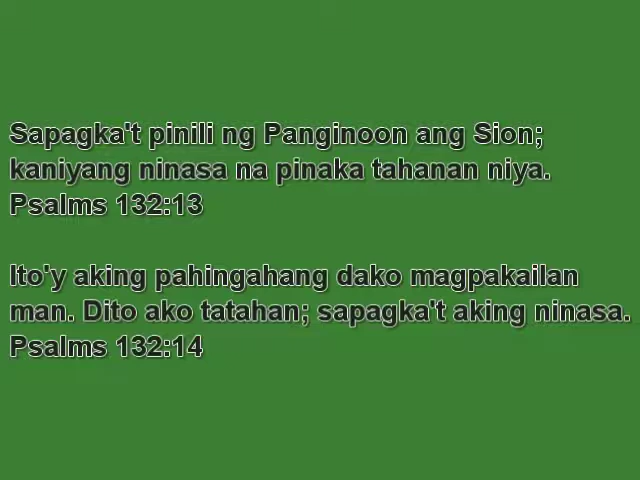 Sapagka't pinili ng Panginoon ang Sion;
kaniyang ninasa na pinaka tahanan niya.
Psalms 132:13
Ito'y aking pahingahang dako magpakailan
man. Dito ako tatahan; sapagka't aking ninasa.
Psalms 132:14